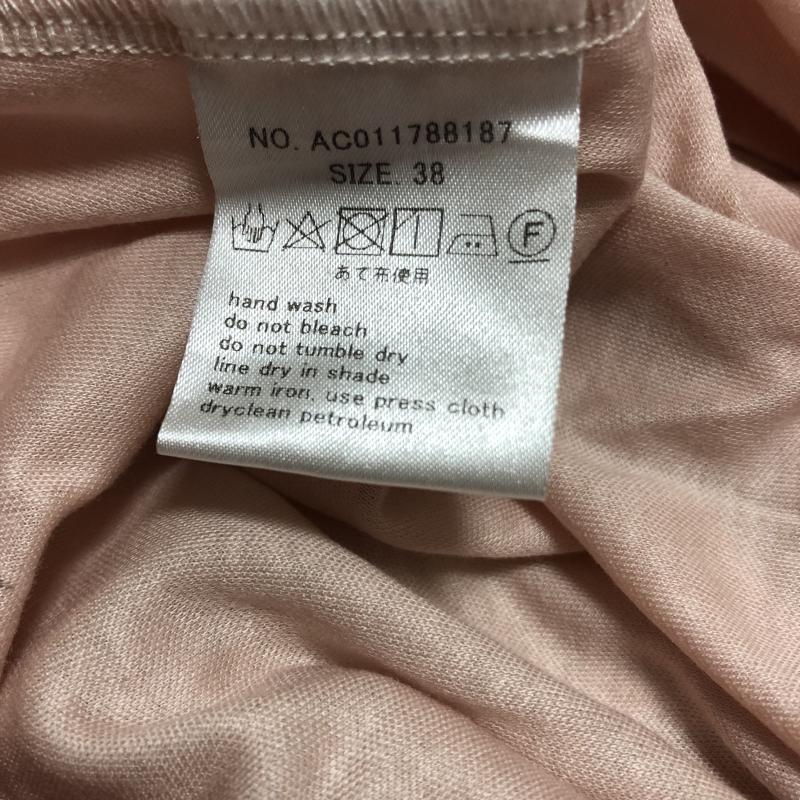 NO. AC011788187
SIZE. 38
F
あて布使用
hand wash
do not bleach
do not tumble dry
line dry in shade
warm iron, use press cloth
dryclean petroleum